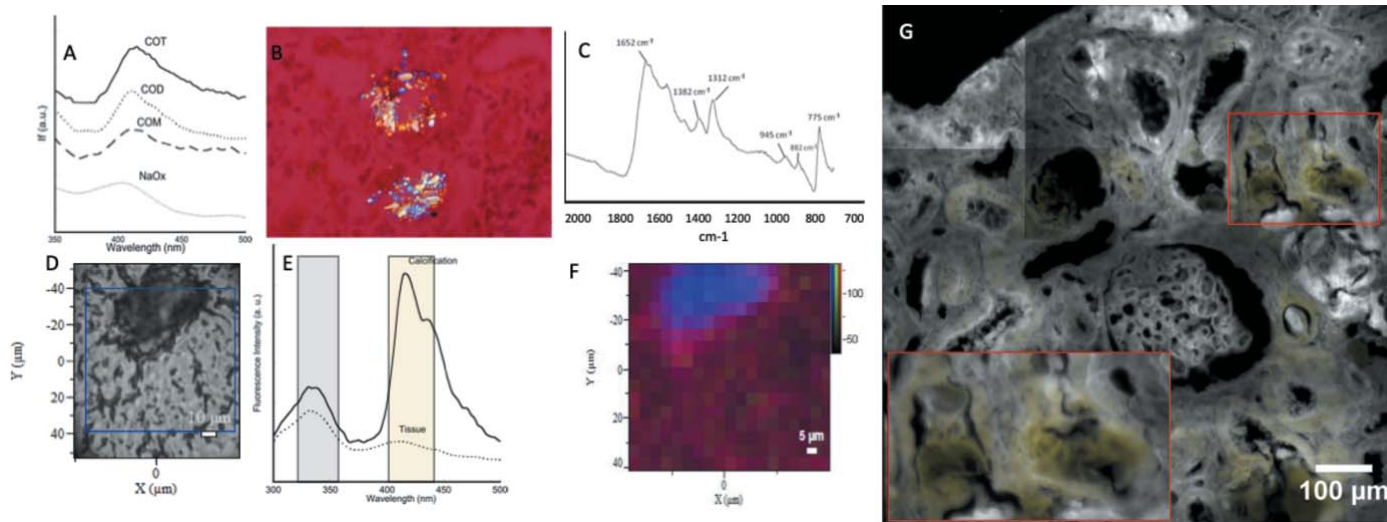 A
COT
COD
COM
NaOx
If (a.u.)
350 400 450 500
Wavelength (nm)
B
C
1652 cm-1
1382 cm-1
1312 cm-1
945 cm-1
882 cm-1
775 cm-1
2000 1800 1600 1400 1200 1000 800 700
cm-1
D
-40
-20
0
20
40
Y (µm)
10 µm
0
X (µm)
E
Calcification
Tissue
Fluorescence Intensity (a. u.)
300 350 400 450 500
Wavelength (nm)
F
-40
-20
0
20
40
Y (µm)
-100
-50
5 µm
0
X (µm)
G
100 µm